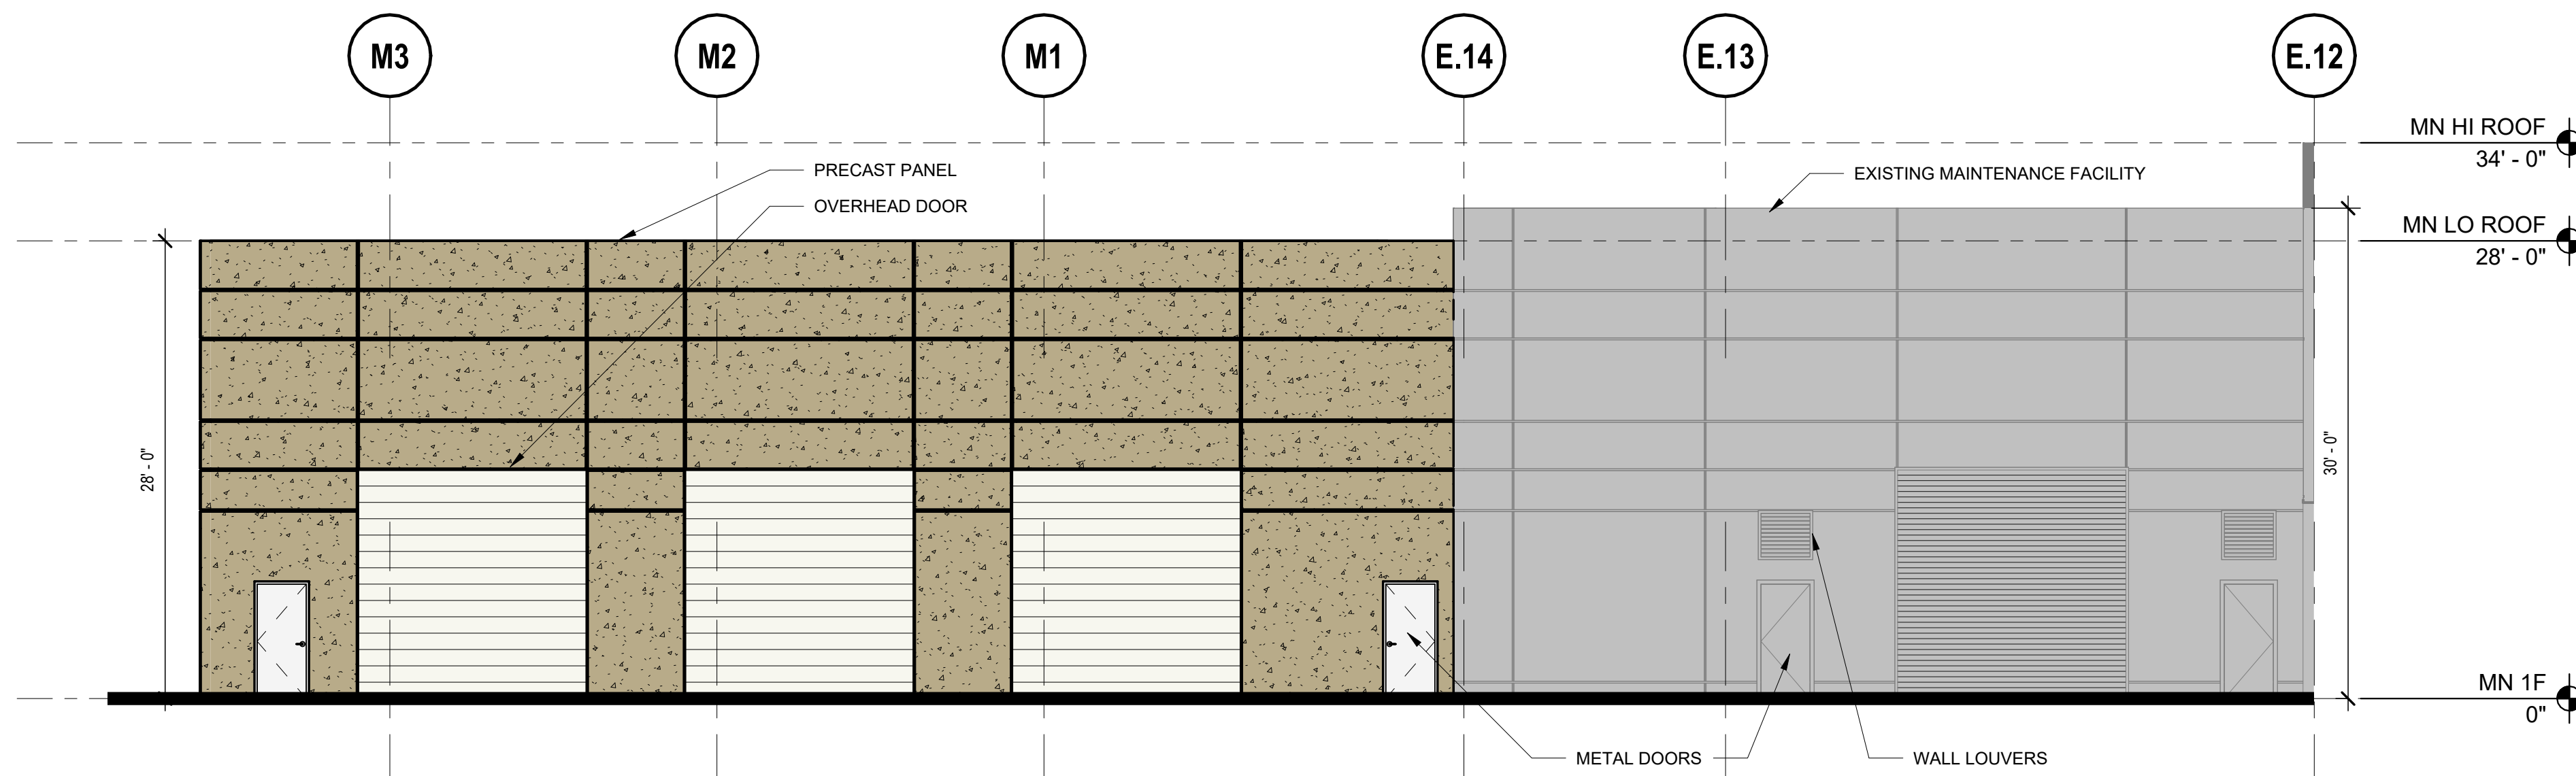 M3
M2
M1
E.14
E.13
E.12
MN HI ROOF
34' - 0"
PRECAST PANEL
EXISTING MAINTENANCE FACILITY
OVERHEAD DOOR
MN LO ROOF
28' - 0"
28' - 0"
30' - 0"
MN 1F
0"
METAL DOORS
WALL LOUVERS